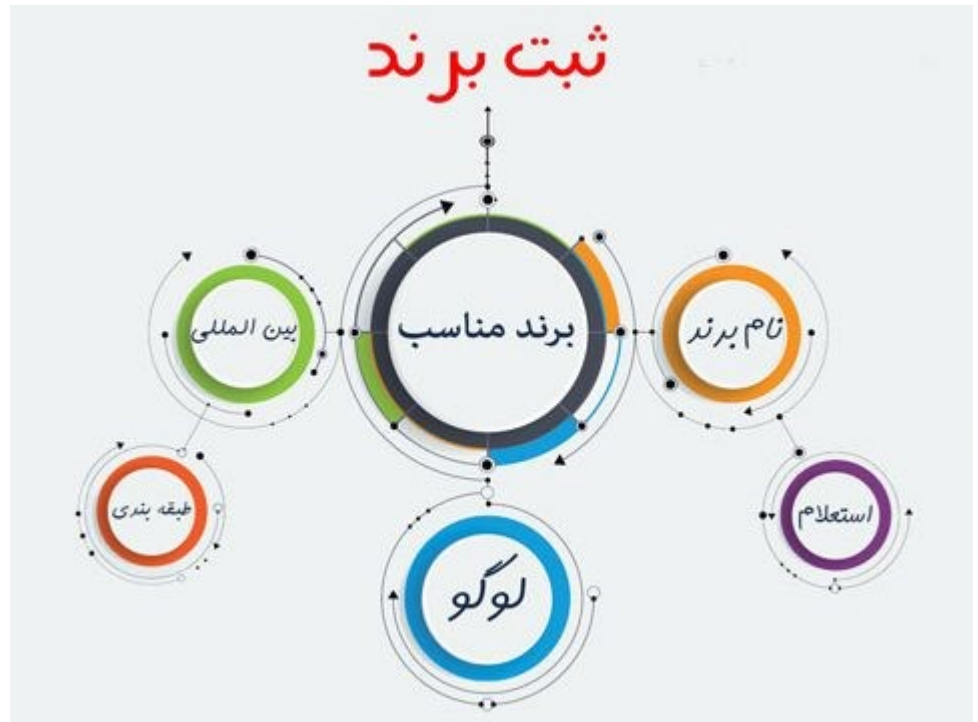 ثبت برند
برند مناسب
نام برند
بین المللی
استعلام
طبقه بندی
لوگو